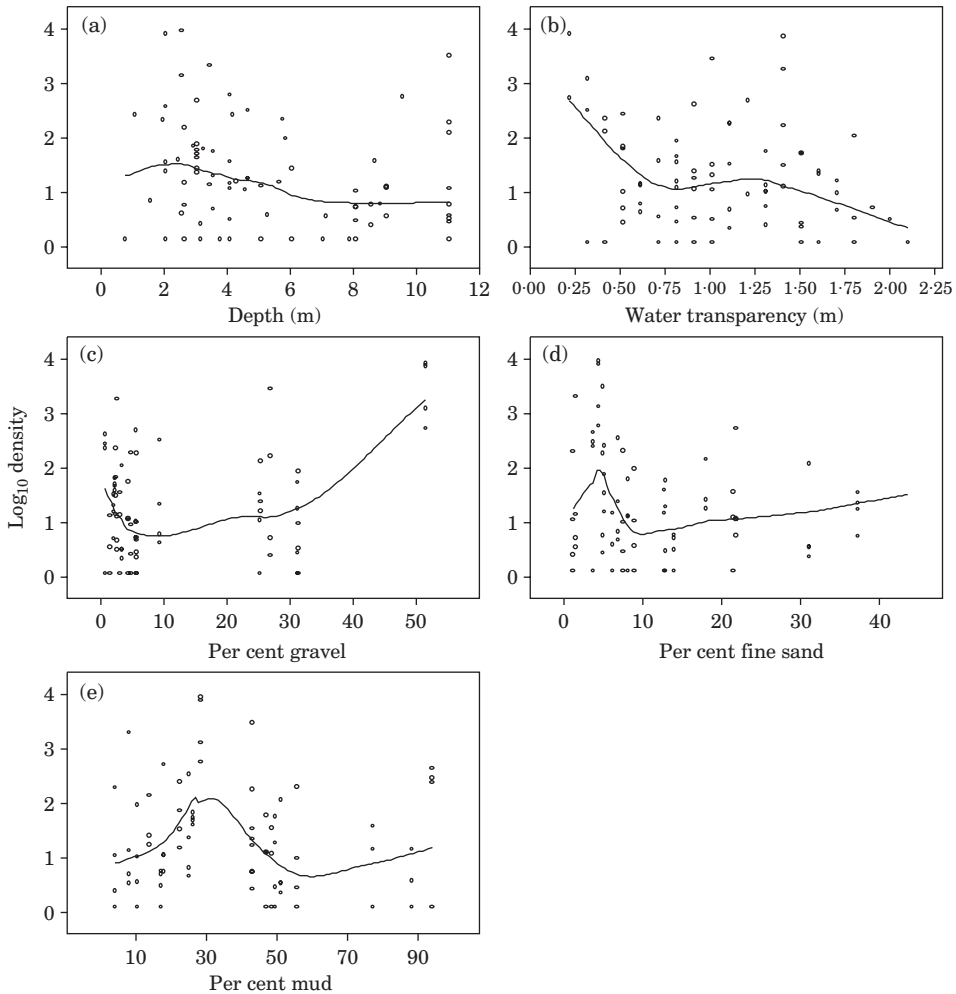 (a)
4
3
2
1
0
0 2 4 6 8 10 12
Depth (m)
(b)
4
3
2
1
0
0·00 0·25 0·50 0·75 1·00 1·25 1·50 1·75 2·00 2·25
Water transparency (m)
(c)
4
3
2
1
0
0 10 20 30 40 50
Per cent gravel
Log10 density
(d)
4
3
2
1
0
0 10 20 30 40
Per cent fine sand
(e)
4
3
2
1
0
10 30 50 70 90
Per cent mud